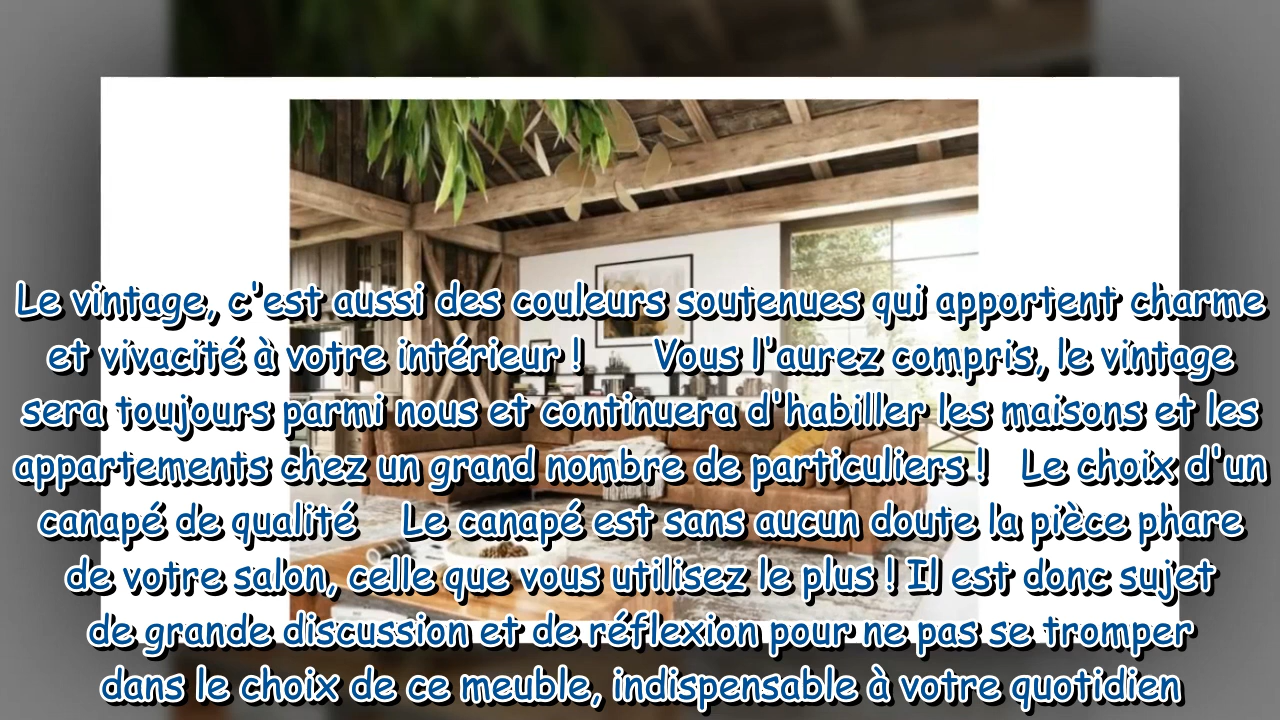 Le vintage, c'est aussi des couleurs soutenues qui apportent charme
et vivacité à votre intérieur ! Vous l'aurez compris, le vintage
sera toujours parmi nous et continuera d'habiller les maisons et les
appartements chez un grand nombre de particuliers ! Le choix d'un
canapé de qualité Le canapé est sans aucun doute la pièce phare
de votre salon, celle que vous utilisez le plus ! Il est donc sujet
de grande discussion et de réflexion pour ne pas se tromper
dans le choix de ce meuble, indispensable à votre quotidien